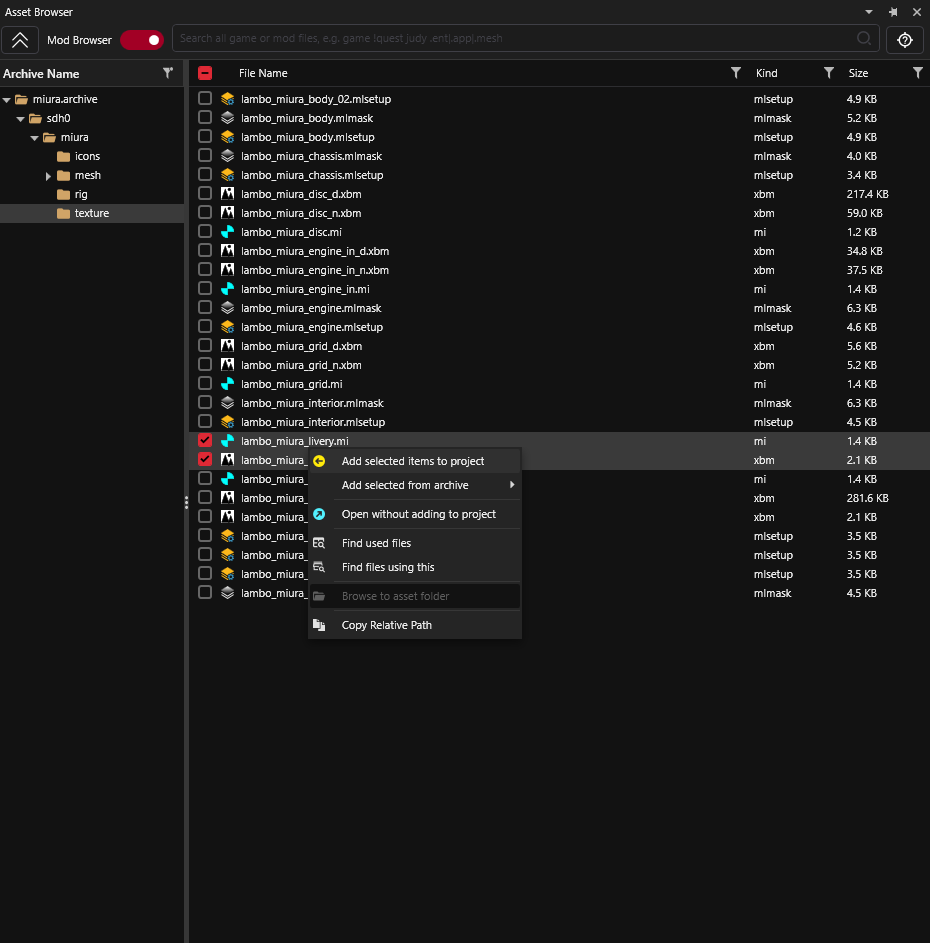 Asset Browser
Mod Browser
Search all game or mod files, e.g. game !quest judy .ent|.app|.mesh
Archive Name
File Name Kind Size
miura.archive
sdh0
miura
icons
mesh
rig
texture
lambo_miura_body_02.mlsetup mlsetup 4.9 KB
lambo_miura_body.mlmask mlmask 5.2 KB
lambo_miura_body.mlsetup mlsetup 4.9 KB
lambo_miura_chassis.mlmask mlmask 4.0 KB
lambo_miura_chassis.mlsetup mlsetup 3.4 KB
lambo_miura_disc_d.xbm xbm 217.4 KB
lambo_miura_disc_n.xbm xbm 59.0 KB
lambo_miura_disc.mi mi 1.2 KB
lambo_miura_engine_in_d.xbm xbm 34.8 KB
lambo_miura_engine_in_n.xbm xbm 37.5 KB
lambo_miura_engine_in.mi mi 1.4 KB
lambo_miura_engine.mlmask mlmask 6.3 KB
lambo_miura_engine.mlsetup mlsetup 4.6 KB
lambo_miura_grid_d.xbm xbm 5.6 KB
lambo_miura_grid_n.xbm xbm 5.2 KB
lambo_miura_grid.mi mi 1.4 KB
lambo_miura_interior.mlmask mlmask 6.3 KB
lambo_miura_interior.mlsetup mlsetup 4.5 KB
lambo_miura_livery.mi mi 1.4 KB
lambo_miura_ xbm 2.1 KB
lambo_miura_ mi 1.4 KB
lambo_miura_ xbm 281.6 KB
lambo_miura_ xbm 2.1 KB
lambo_miura_ mlsetup 3.5 KB
lambo_miura_ mlsetup 3.5 KB
lambo_miura_ mlsetup 3.5 KB
lambo_miura_ mlmask 4.5 KB
Add selected items to project
Add selected from archive
Open without adding to project
Find used files
Find files using this
Browse to asset folder
Copy Relative Path